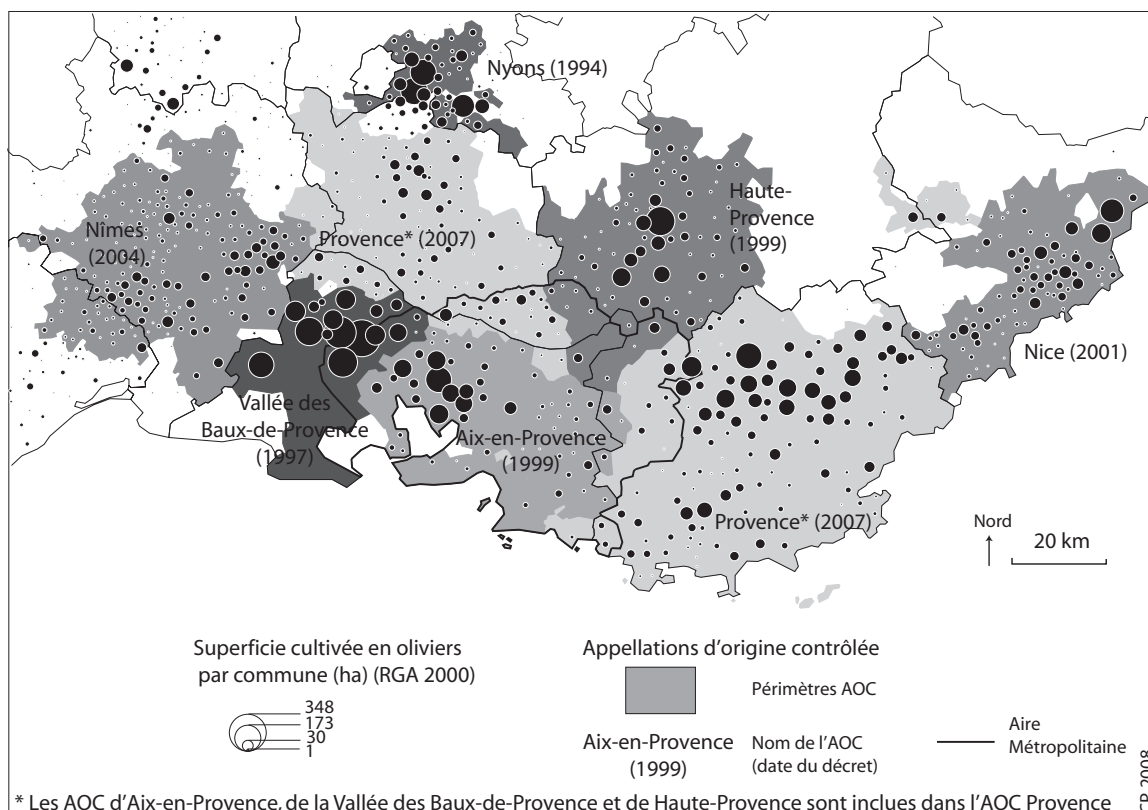 Nyons (1994)
Haute-
Provence
(1999)
Nîmes
(2004)
Provence* (2007)
Nice (2001)
Vallée des
Baux-de-Provence
(1997)
Aix-en-Provence
(1999)
Provence* (2007)
Nord
20 km
Superficie cultivée en oliviers
par commune (ha) (RGA 2000)
348
173
30
1
Appellations d'origine contrôlée
Périmètres AOC
Aix-en-Provence
(1999)
Nom de l'AOC
(date du décret)
Aire
Métropolitaine
* Les AOC d'Aix-en-Provence, de la Vallée des Baux-de-Provence et de Haute-Provence sont inclues dans l'AOC Provence